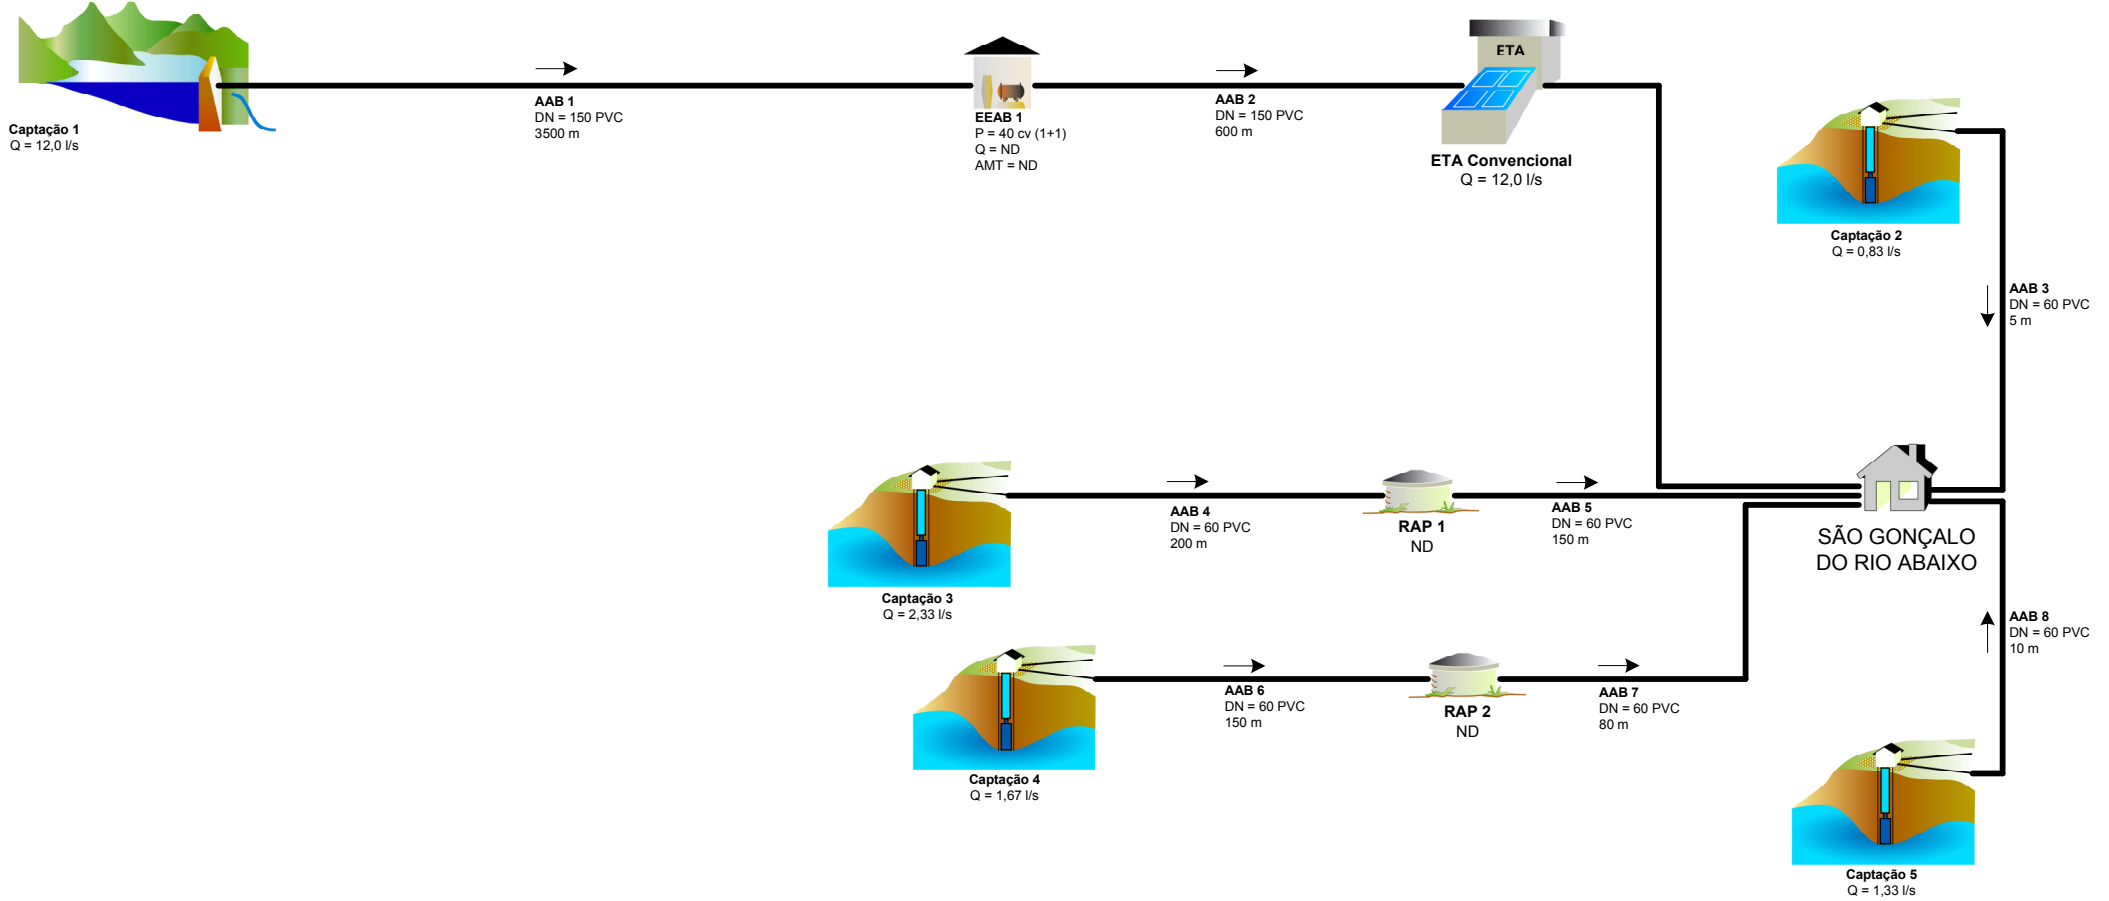 Captação 1
Q = 12,0 l/s
AAB 1
DN = 150 PVC
3500 m
EEAB 1
P = 40 cv (1+1)
Q = ND
AMT = ND
AAB 2
DN = 150 PVC
600 m
ETA
ETA Convencional
Q = 12,0 l/s
Captação 2
Q = 0,83 l/s
AAB 3
DN = 60 PVC
5 m
Captação 3
Q = 2,33 l/s
AAB 4
DN = 60 PVC
200 m
RAP 1
ND
AAB 5
DN = 60 PVC
150 m
SÃO GONÇALO
DO RIO ABAIXO
Captação 4
Q = 1,67 l/s
AAB 6
DN = 60 PVC
150 m
RAP 2
ND
AAB 7
DN = 60 PVC
80 m
AAB 8
DN = 60 PVC
10 m
Captação 5
Q = 1,33 l/s